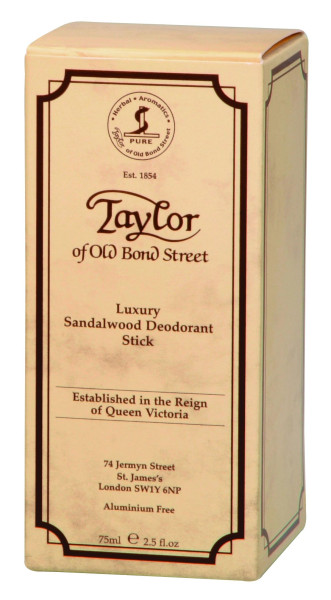 Herbal • Aromatics
PURE
Taylor of Old Bond Street
Est. 1854
Taylor
of Old Bond Street
Luxury
Sandalwood Deodorant
Stick
Established in the Reign
of Queen Victoria
74 Jermyn Street
St. James's
London SW1Y 6NP
Aluminium Free
75ml ℮ 2.5 fl.oz